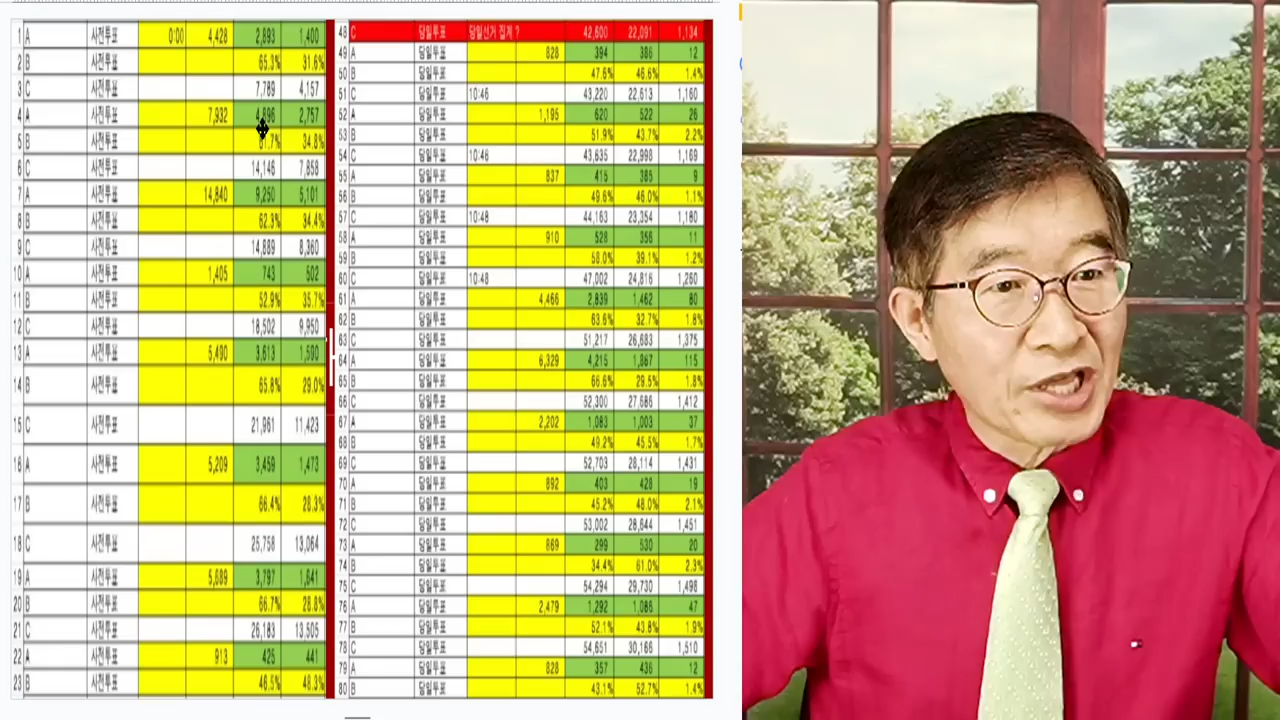 1 A 사전투표 0:00 4,428 2,893 1,400
2 B 사전투표 65.3% 31.6%
3 C 사전투표 7,789 4,157
4 A 사전투표 7,932 2,757
5 B 사전투표 34.8%
6 C 사전투표 14,146 7,858
7 A 사전투표 14,840 9,250 5,101
8 B 사전투표 62.3% 34.4%
9 C 사전투표 14,889 8,360
10 A 사전투표 1,405 743 502
11 B 사전투표 52.9% 35.7%
12 C 사전투표 18,502 9,950
13 A 사전투표 5,490 3,613 1,590
14 B 사전투표 65.8% 29.0%
15 C 사전투표 21,961 11,423
16 A 사전투표 5,209 3,459 1,473
17 B 사전투표 66.4% 28.3%
18 C 사전투표 25,758 13,064
19 A 사전투표 5,689 3,797 1,641
20 B 사전투표 66.7% 28.8%
21 C 사전투표 26,183 13,505
22 A 사전투표 913 425 441
23 B 사전투표 46.5% 48.3%
48 C 당일투표 당일선거 집계 ? 42,600 22,091 1,134
49 A 당일투표 828 394 386 12
50 B 당일투표 47.6% 46.6% 1.4%
51 C 당일투표 10:46 43,220 22,613 1,160
52 A 당일투표 1,195 620 522 26
53 B 당일투표 51.9% 43.7% 2.2%
54 C 당일투표 10:46 43,635 22,998 1,169
55 A 당일투표 837 415 385 9
56 B 당일투표 49.6% 46.0% 1.1%
57 C 당일투표 10:48 44,163 23,354 1,180
58 A 당일투표 910 528 356 11
59 B 당일투표 58.0% 39.1% 1.2%
60 C 당일투표 10:48 47,002 24,816 1,260
61 A 당일투표 4,466 2,839 1,462 80
62 B 당일투표 63.6% 32.7% 1.8%
63 C 당일투표 51,217 26,683 1,375
64 A 당일투표 6,329 4,215 1,867 115
65 B 당일투표 66.6% 29.5% 1.8%
66 C 당일투표 52,300 27,686 1,412
67 A 당일투표 2,202 1,083 1,003 37
68 B 당일투표 49.2% 45.5% 1.7%
69 C 당일투표 52,703 28,114 1,431
70 A 당일투표 892 403 428 19
71 B 당일투표 45.2% 48.0% 2.1%
72 C 당일투표 53,002 28,644 1,451
73 A 당일투표 869 299 530 20
74 B 당일투표 34.4% 61.0% 2.3%
75 C 당일투표 54,294 29,730 1,498
76 A 당일투표 2,479 1,292 1,086 47
77 B 당일투표 52.1% 43.8% 1.9%
78 C 당일투표 54,651 30,166 1,510
79 A 당일투표 828 357 436 12
80 B 당일투표 43.1% 52.7% 1.4%